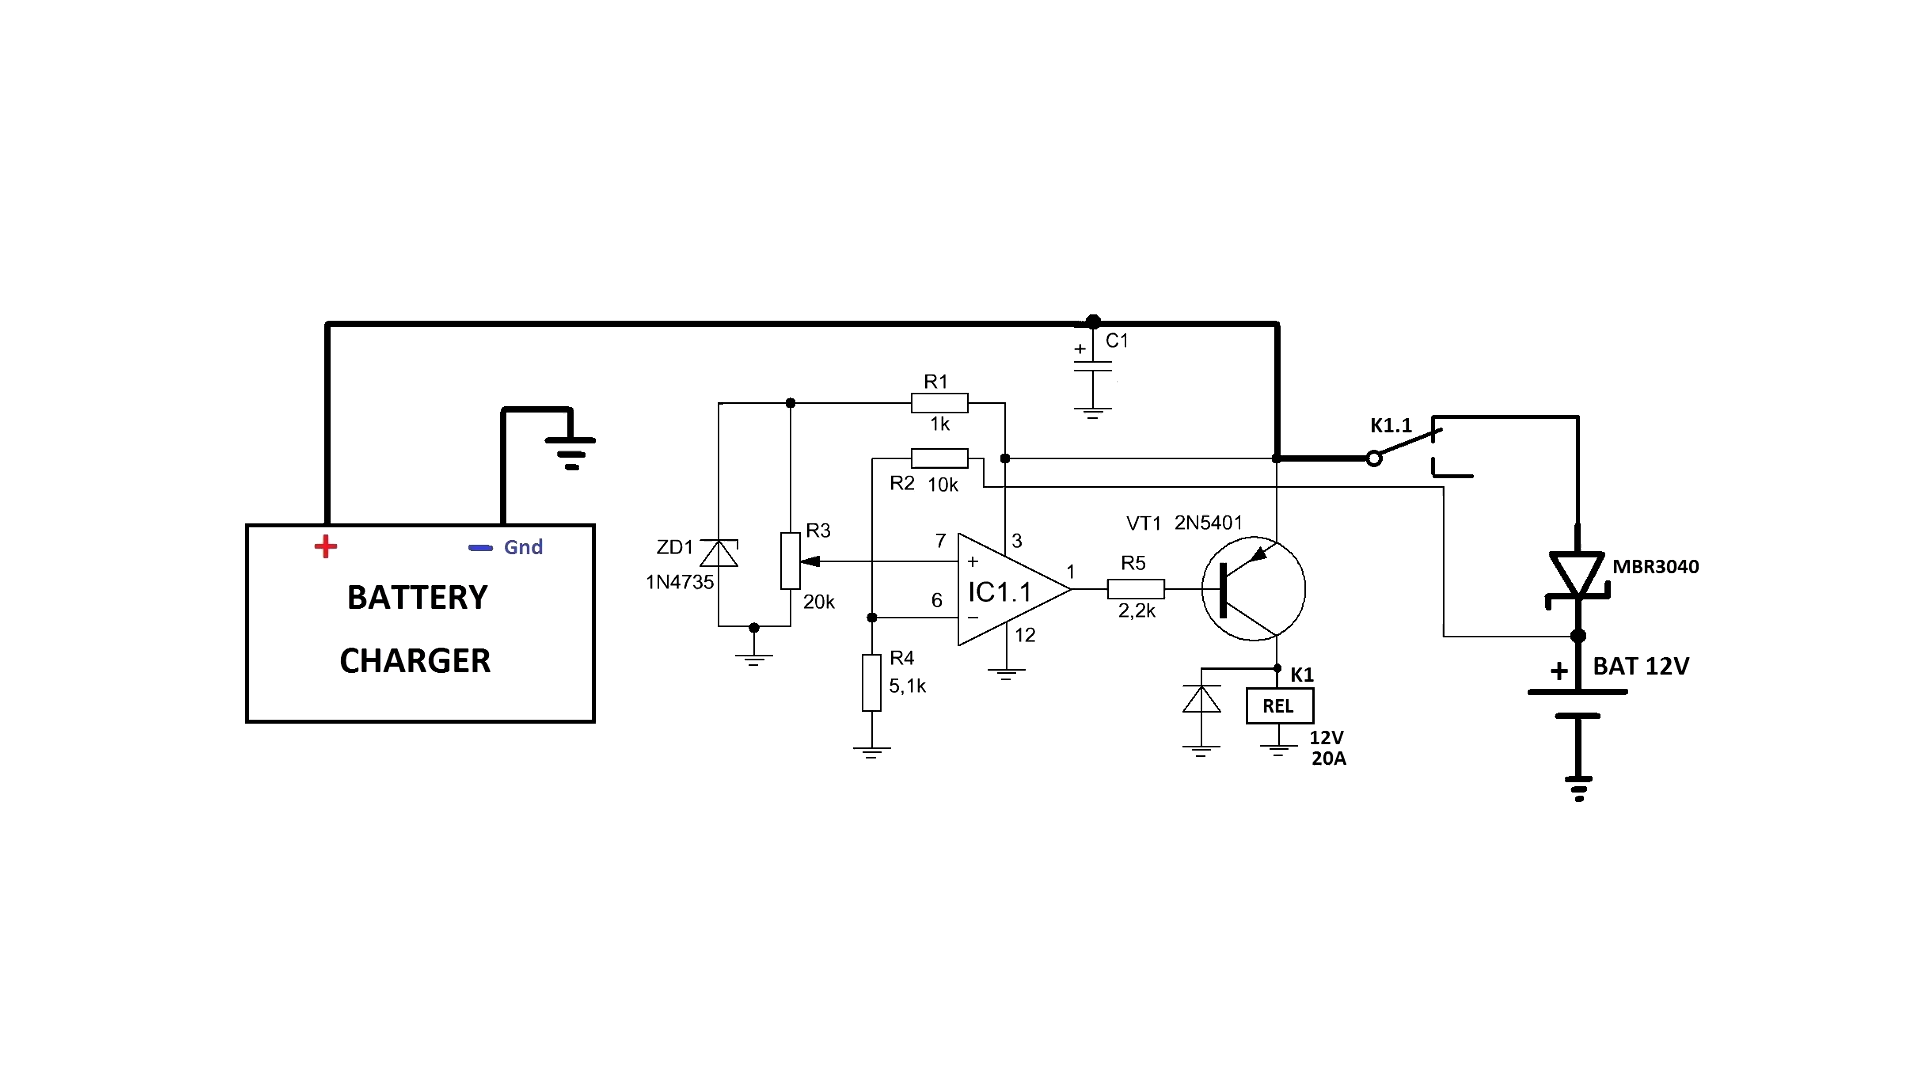 + C1
R1
1k
K1.1
R2 10k
VT1 2N5401
R3
7
3
ZD1
+ − Gnd
R5
MBR3040
+
1
1N4735
IC1.1
BATTERY
20k
6
2,2k
−
12
CHARGER
R4
5,1k
+ BAT 12V
K1
REL
12V
20A